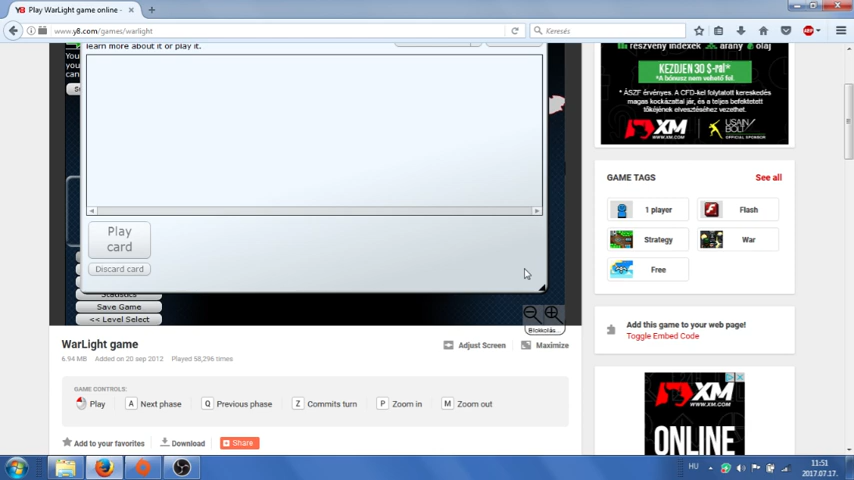 Play WarLight game online -
www.y8.com/games/warlight
Keresés
ABP
learn more about it or play it.
You
you
can
Play
card
Discard card
Statistics
Save Game
<< Level Select
Blokkolás
részvény indexek arany olaj
KEZDJEN 30 $-ral*
*A bónusz nem vehető fel.
* ÁSZF érvényes. A CFD-kel folytatott kereskedés
magas kockázattal jár, és a teljes befektetett
tőkéjének elvesztéséhez vezethet.
XM
USAIN
BOLT
OFFICIAL SPONSOR
GAME TAGS
See all
1 player
Flash
Strategy
War
Free
WarLight game
6.94 MB Added on 20 sep 2012 Played 58,296 times
Adjust Screen
Maximize
Add this game to your web page!
Toggle Embed Code
GAME CONTROLS:
Play
A Next phase
Q Previous phase
Z Commits turn
P Zoom in
M Zoom out
Add to your favorites
Download
Share
XM
ONLINE
HU
11:51
2017.07.17.